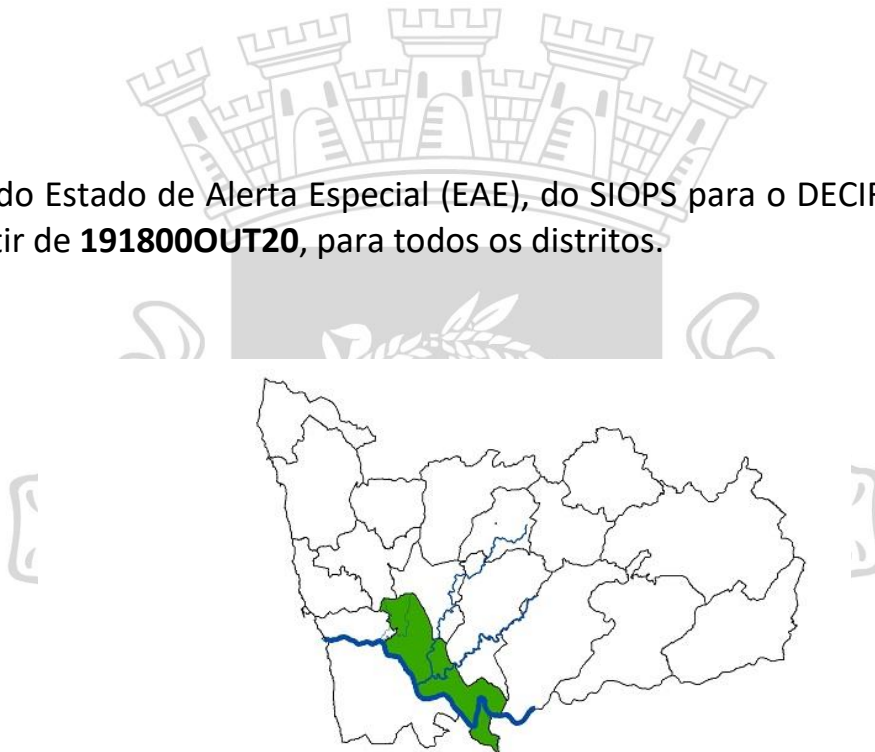 do Estado de Alerta Especial (EAE), do SIOPS para o DECIF
tir de 191800OUT20, para todos os distritos.